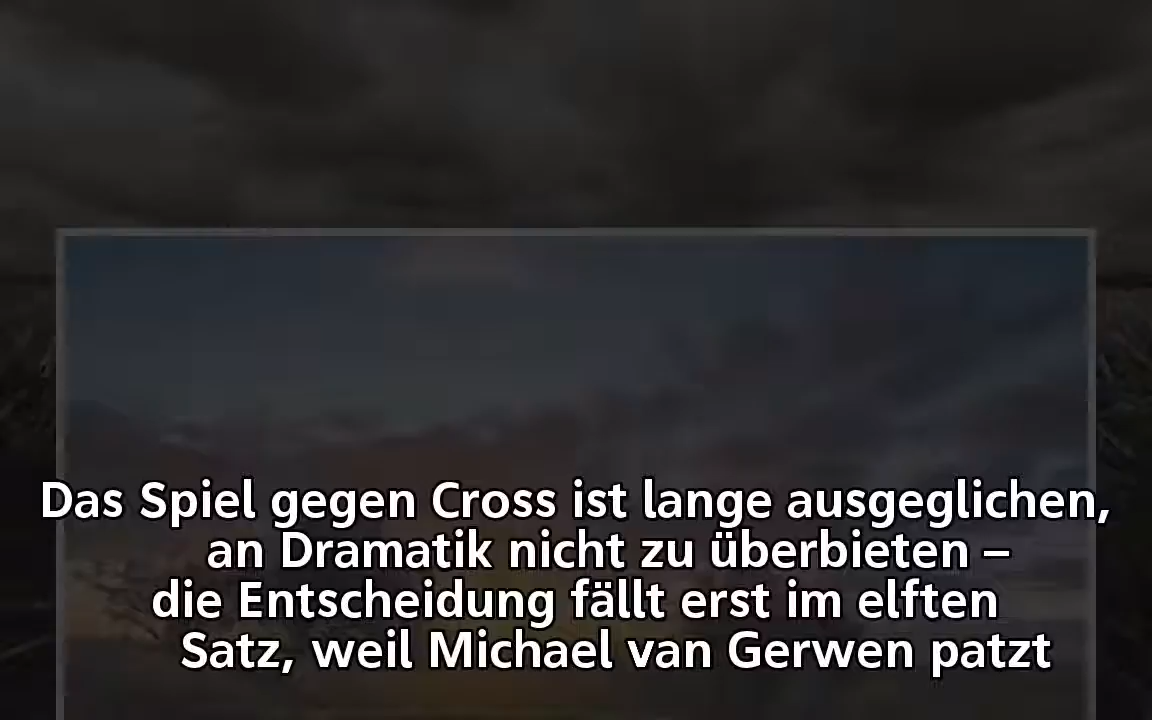 Das Spiel gegen Cross ist lange ausgeglichen,
an Dramatik nicht zu überbieten –
die Entscheidung fällt erst im elften
Satz, weil Michael van Gerwen patzt